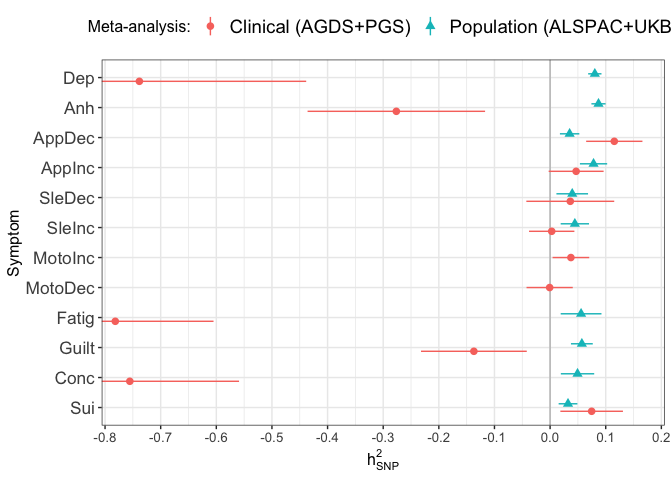 Meta-analysis: Clinical (AGDS+PGS) Population (ALSPAC+UKB
Symptom
Dep
Anh
AppDec
AppInc
SleDec
SleInc
MotoInc
MotoDec
Fatig
Guilt
Conc
Sui
-0.8 -0.7 -0.6 -0.5 -0.4 -0.3 -0.2 -0.1 0.0 0.1 0.2
h²SNP